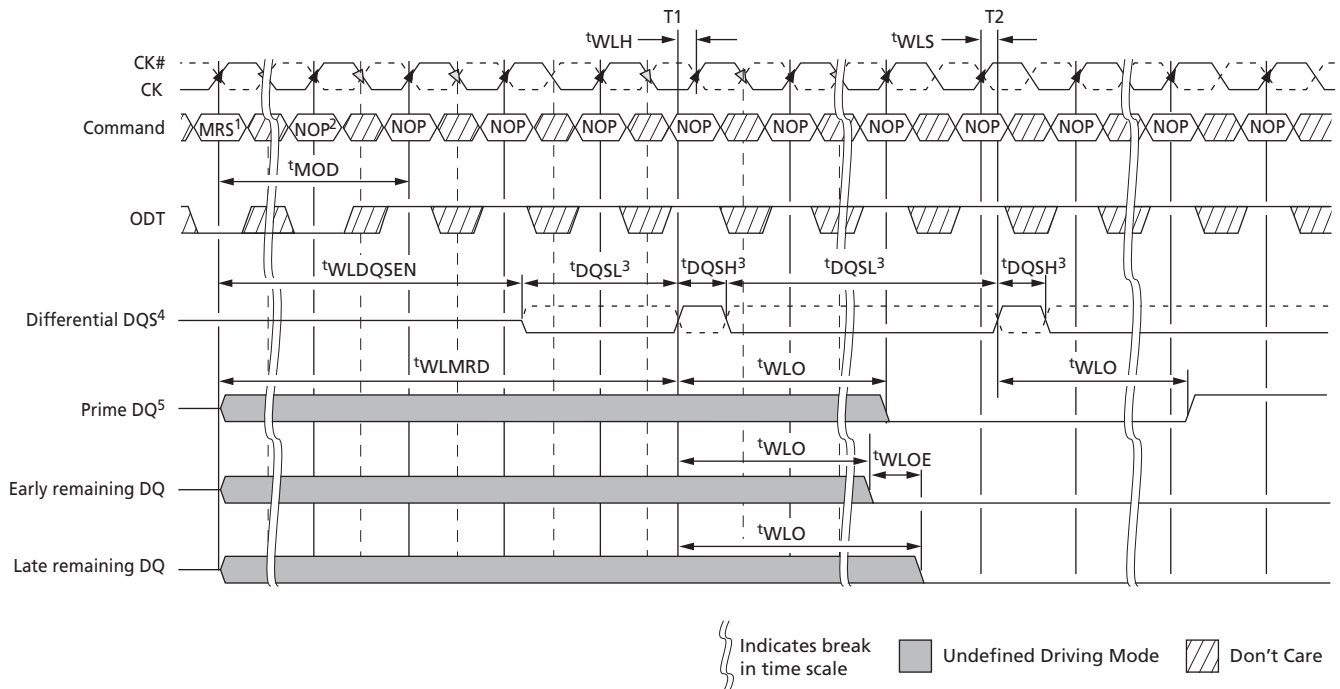 T1 T2
tWLH tWLS
CK#
CK
Command MRS1 NOP2 NOP NOP NOP NOP NOP NOP NOP NOP NOP NOP
tMOD
ODT
tWLDQSEN tDQSL3 tDQSH3 tDQSL3 tDQSH3
Differential DQS4
tWLMRD tWLO tWLO
Prime DQ5
tWLO tWLOE
Early remaining DQ
tWLO
Late remaining DQ
Indicates break
in time scale
Undefined Driving Mode
Don't Care